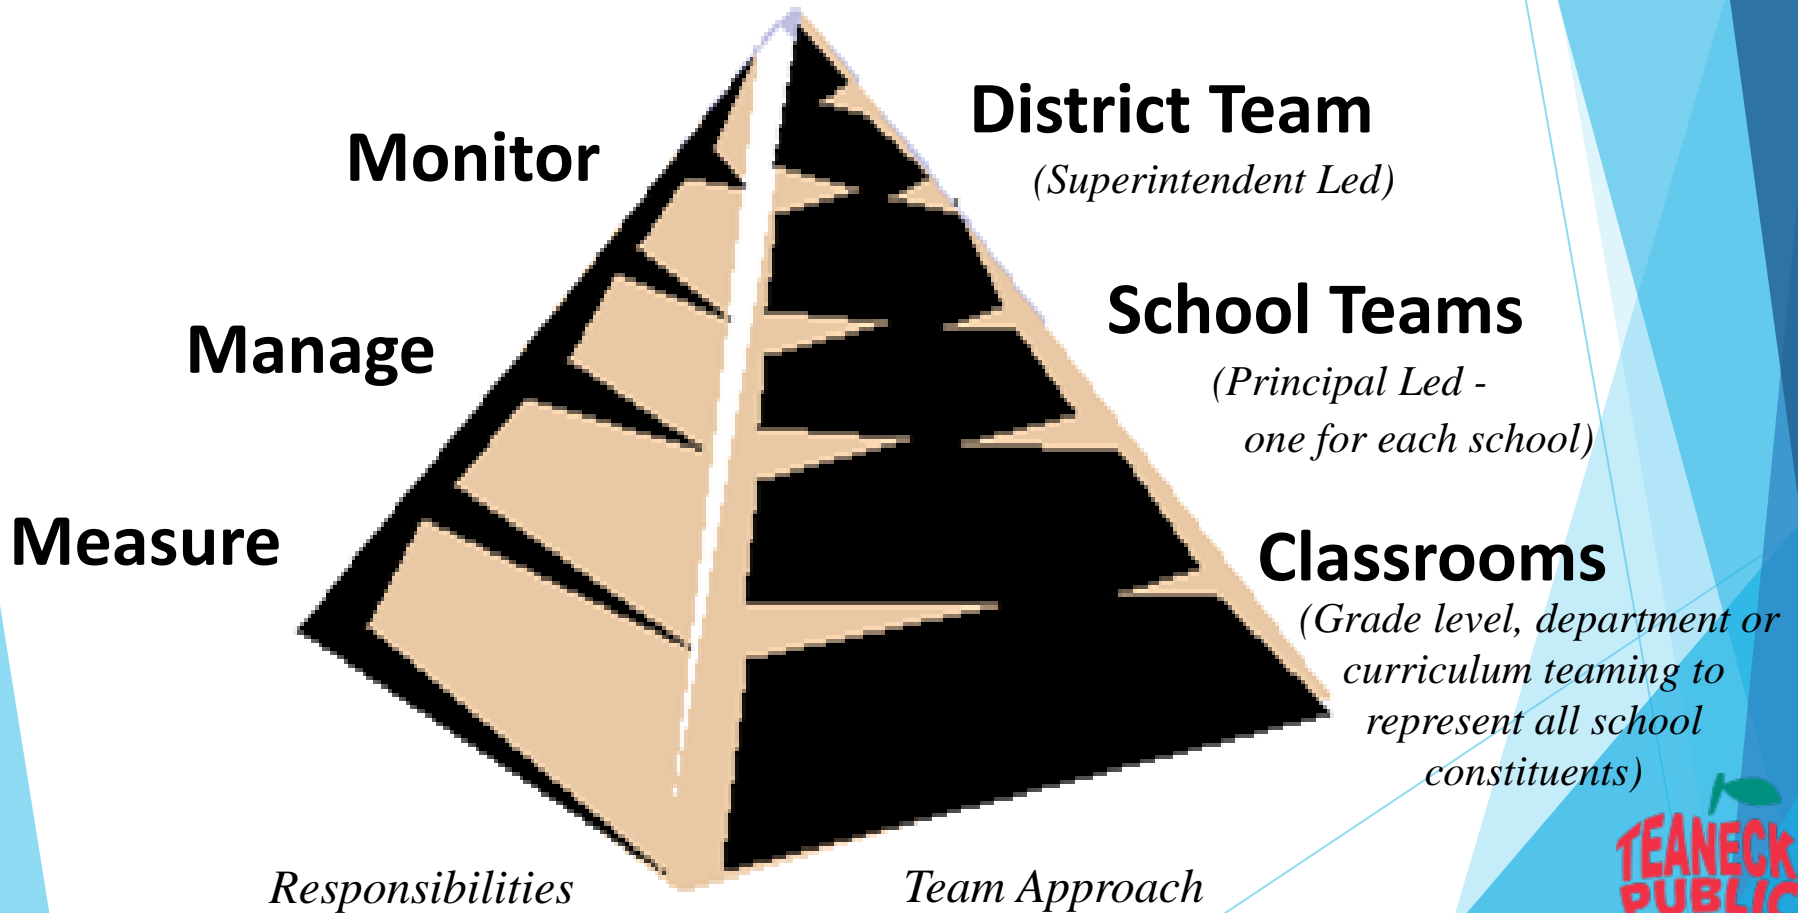 Monitor
Manage
Measure
Responsibilities
District Team
(Superintendent Led)
School Teams
(Principal Led -
one for each school)
Classrooms
(Grade level, department or
curriculum teaming to
represent all school
constituents)
Team Approach
TEANECK
PUBLIC